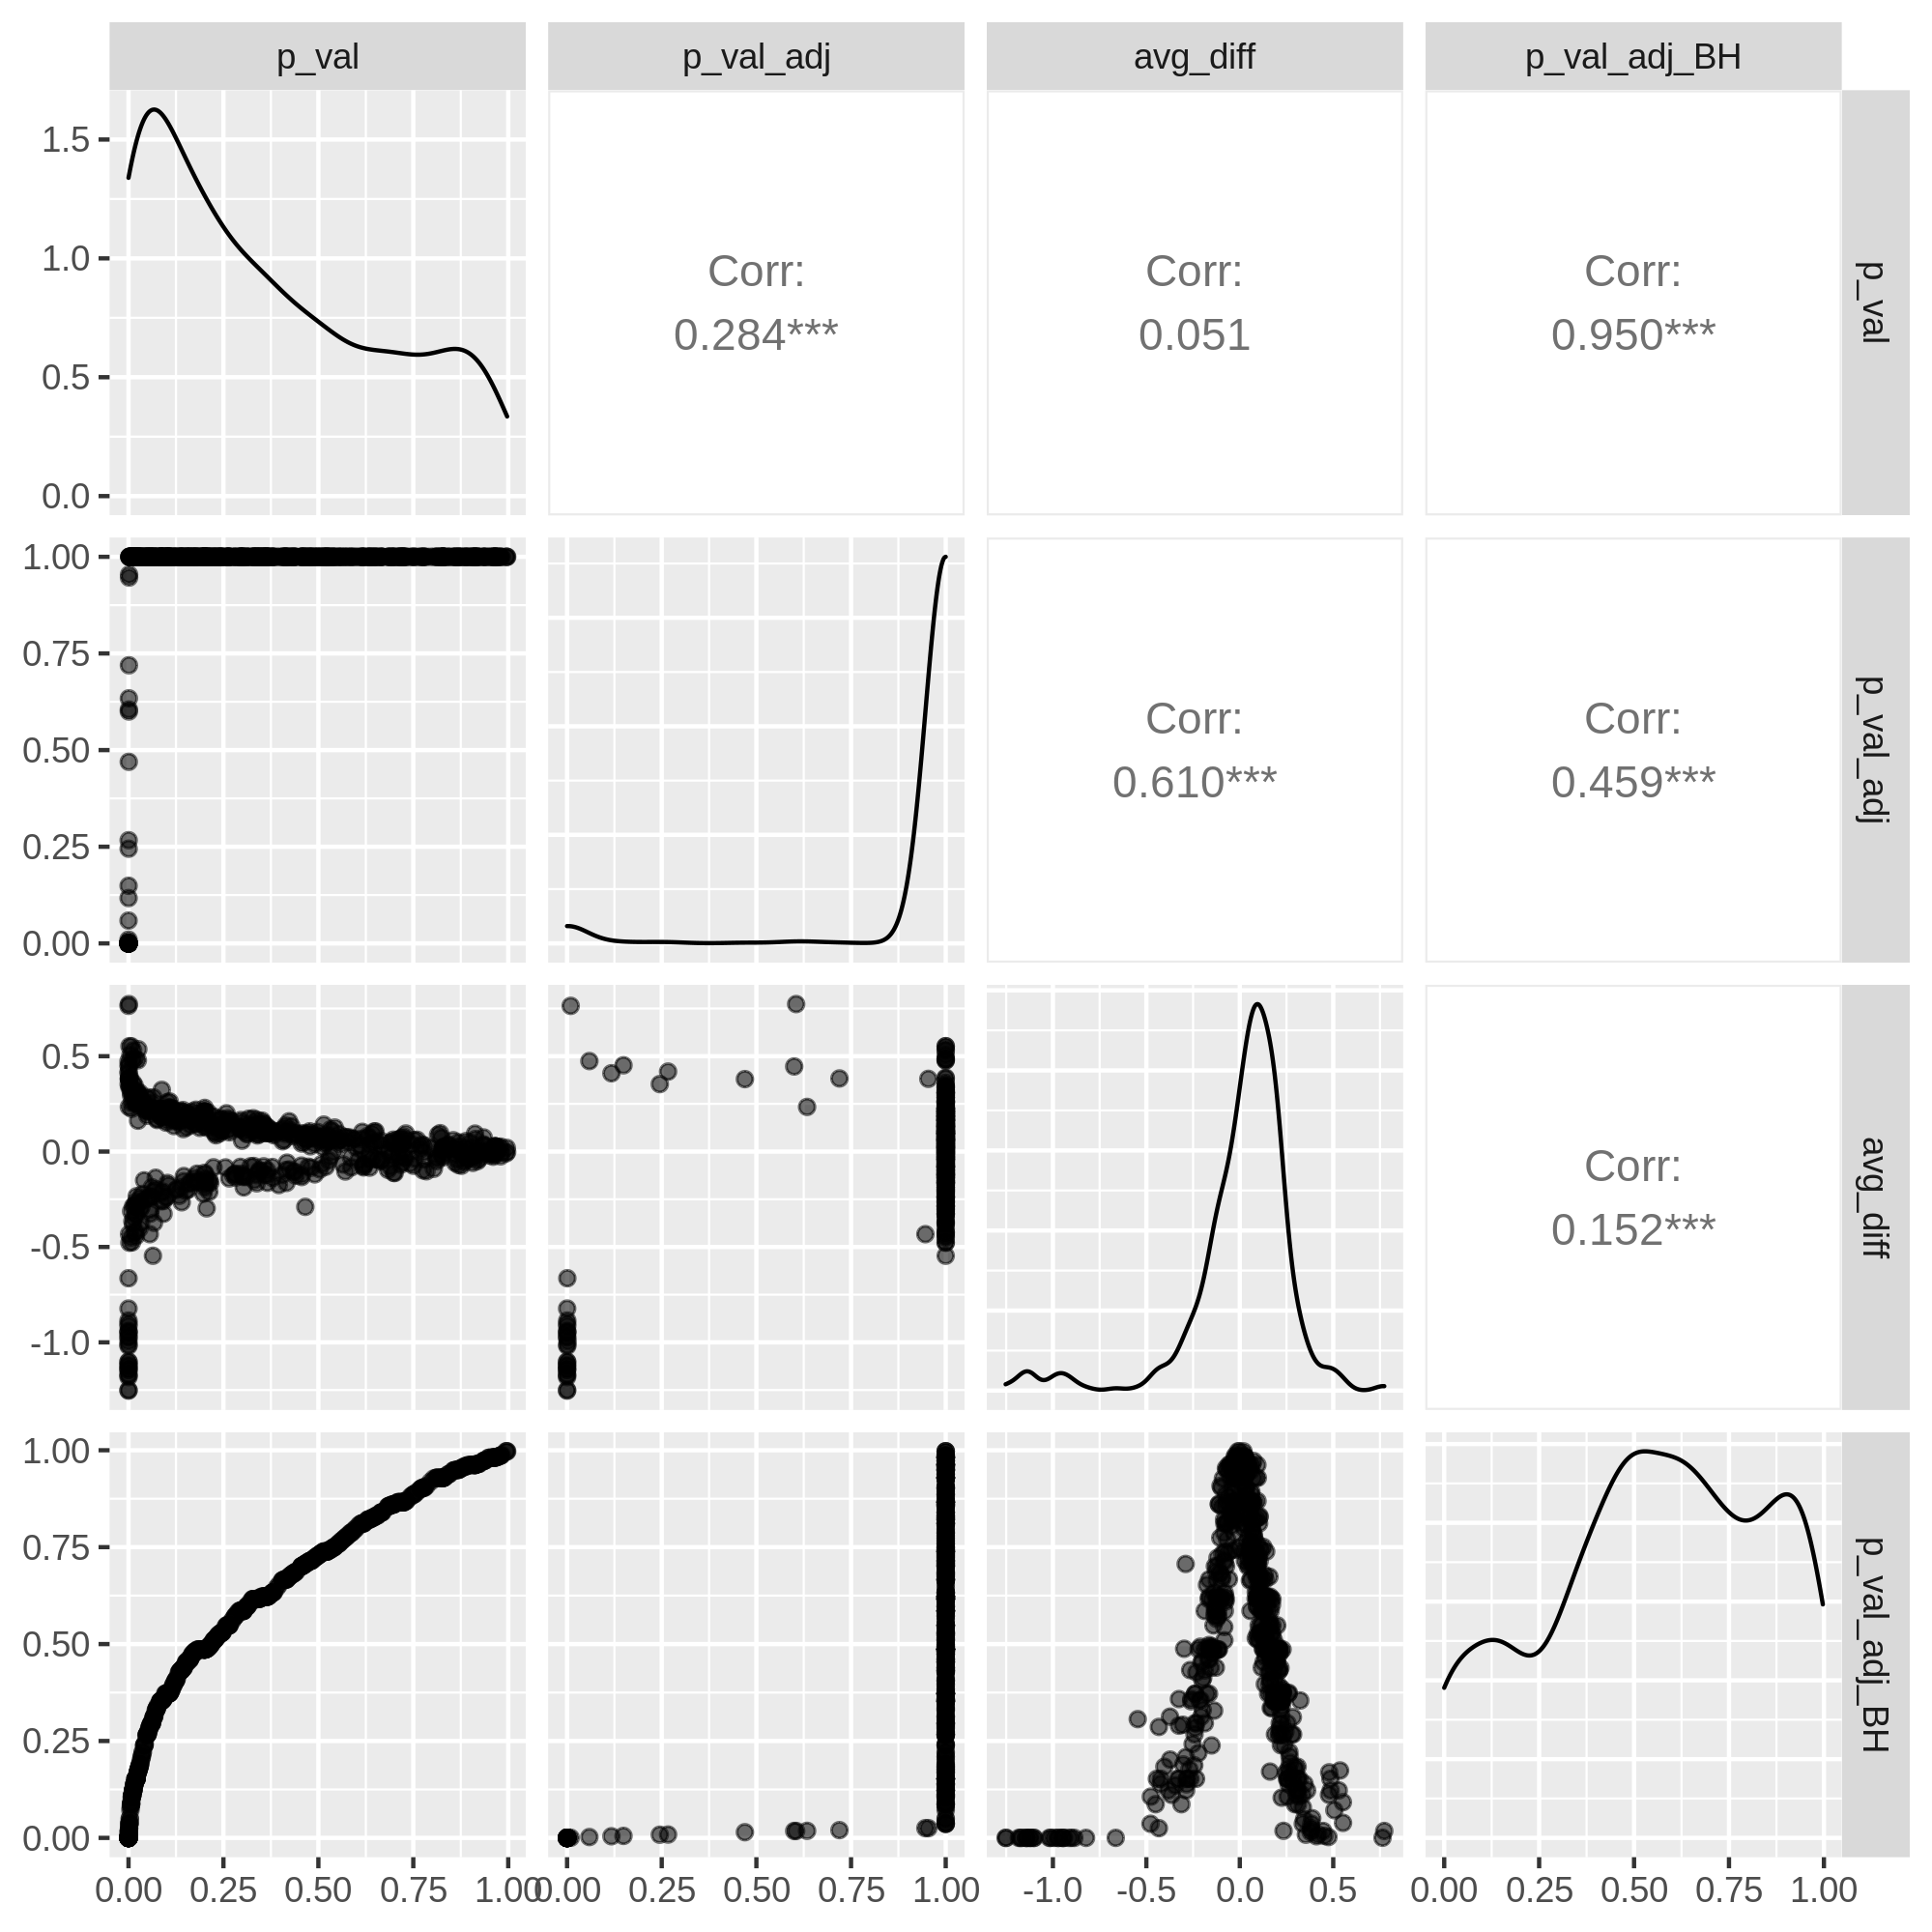 p_val p_val_adj avg_diff p_val_adj_BH
1.5
1.0
0.5
0.0
Corr:
0.284***
Corr:
0.051
Corr:
0.950***
p_val
1.00
0.75
0.50
0.25
0.00
Corr:
0.610***
Corr:
0.459***
p_val_adj
0.5
0.0
-0.5
-1.0
Corr:
0.152***
avg_diff
1.00
0.75
0.50
0.25
0.00
p_val_adj_BH
0.00 0.25 0.50 0.75 1.00
0.00 0.25 0.50 0.75 1.00
-1.0 -0.5 0.0 0.5
0.00 0.25 0.50 0.75 1.00